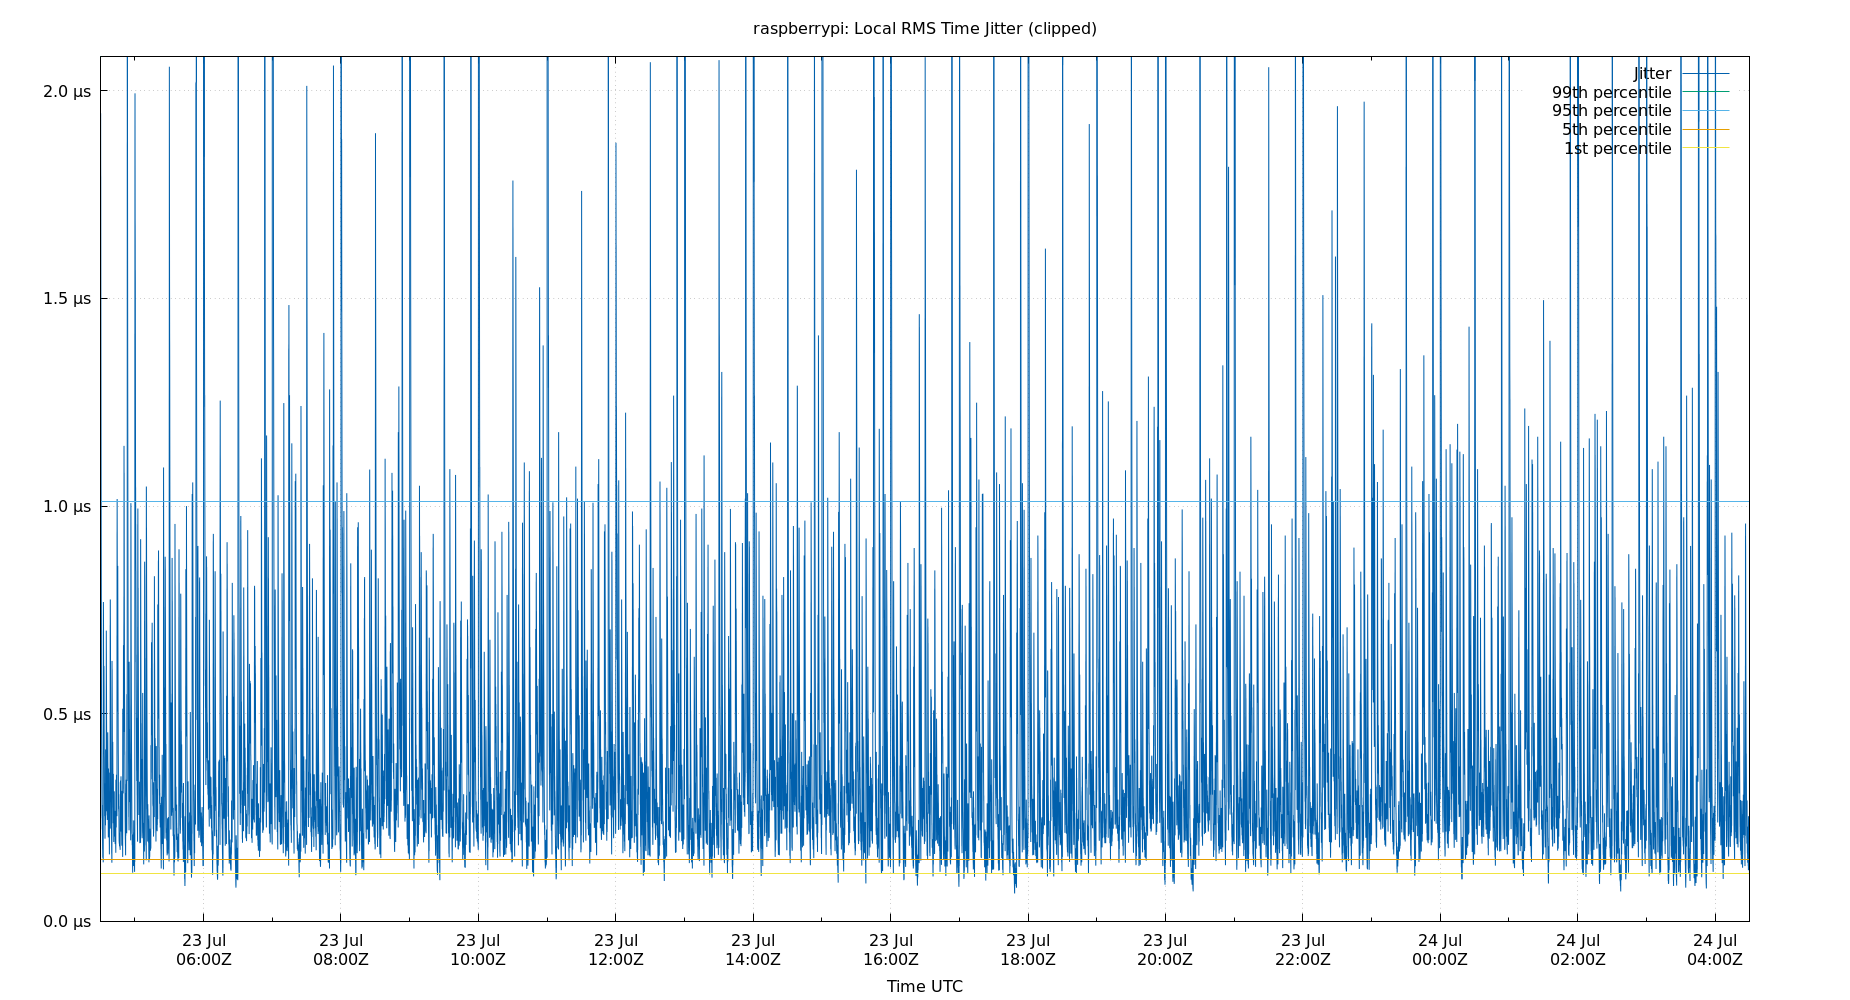 raspberrypi: Local RMS Time Jitter (clipped)
Jitter
99th percentile
95th percentile
5th percentile
1st percentile
2.0 µs
1.5 µs
1.0 µs
0.5 µs
0.0 µs
23 Jul 23 Jul 23 Jul 23 Jul 23 Jul 23 Jul 23 Jul 23 Jul 23 Jul 24 Jul 24 Jul 24 Jul
06:00Z 08:00Z 10:00Z 12:00Z 14:00Z 16:00Z 18:00Z 20:00Z 22:00Z 00:00Z 02:00Z 04:00Z
Time UTC